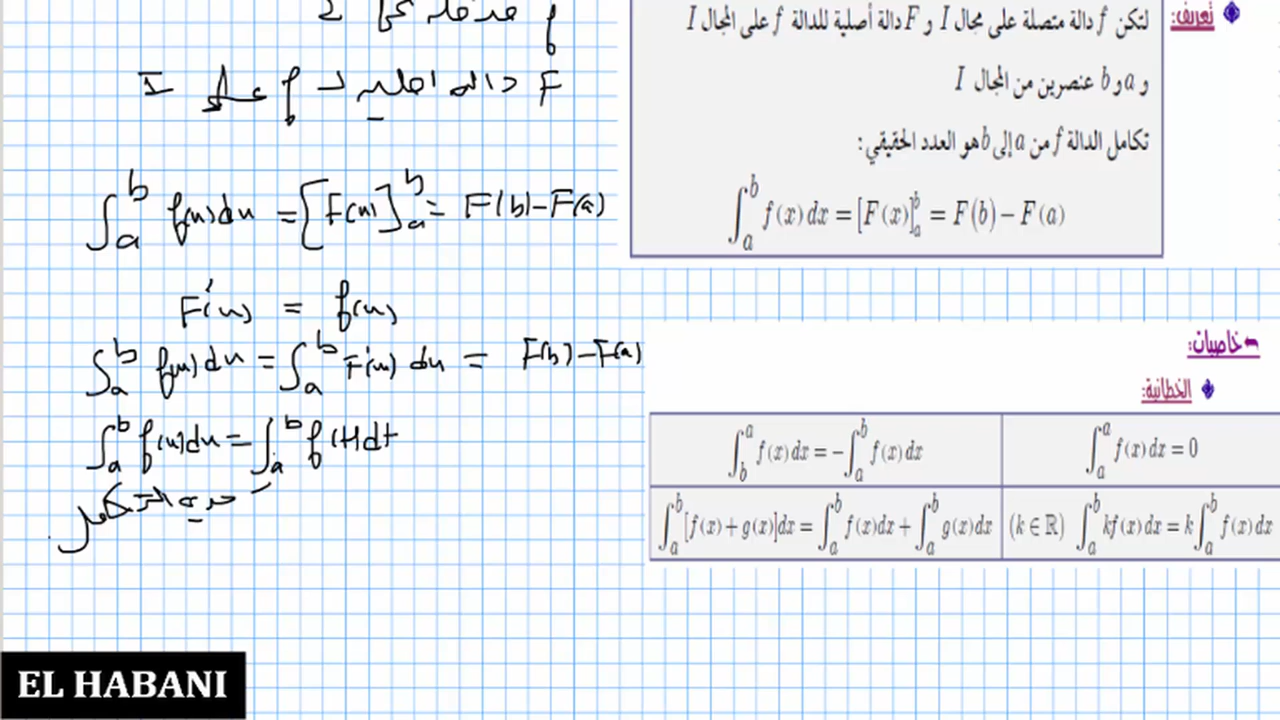 F دالة أصلية لـ f على I
∫_a^b f(x)dx = [F(x)]_a^b = F(b)-F(a)
F'(x) = f(x)
∫_a^b f(x)dx = ∫_a^b F'(x)dx = F(b)-F(a)
∫_a^b f(x)dx = ∫_a^b f(t)dt
EL HABANI
تعريف:
لتكن f دالة متصلة على مجال I و F دالة أصلية للدالة f على المجال I
و a و b عنصرين من المجال I
تكامل الدالة f من a إلى b هو العدد الحقيقي:
∫_a^b f(x)dx = [F(x)]_a^b = F(b) - F(a)
خاصيات:
الخطانية:
∫_a^a f(x)dx = 0
∫_b^a f(x)dx = -∫_a^b f(x)dx
(k ∈ ℝ) ∫_a^b kf(x)dx = k∫_a^b f(x)dx
∫_a^b [f(x)+g(x)]dx = ∫_a^b f(x)dx + ∫_a^b g(x)dx